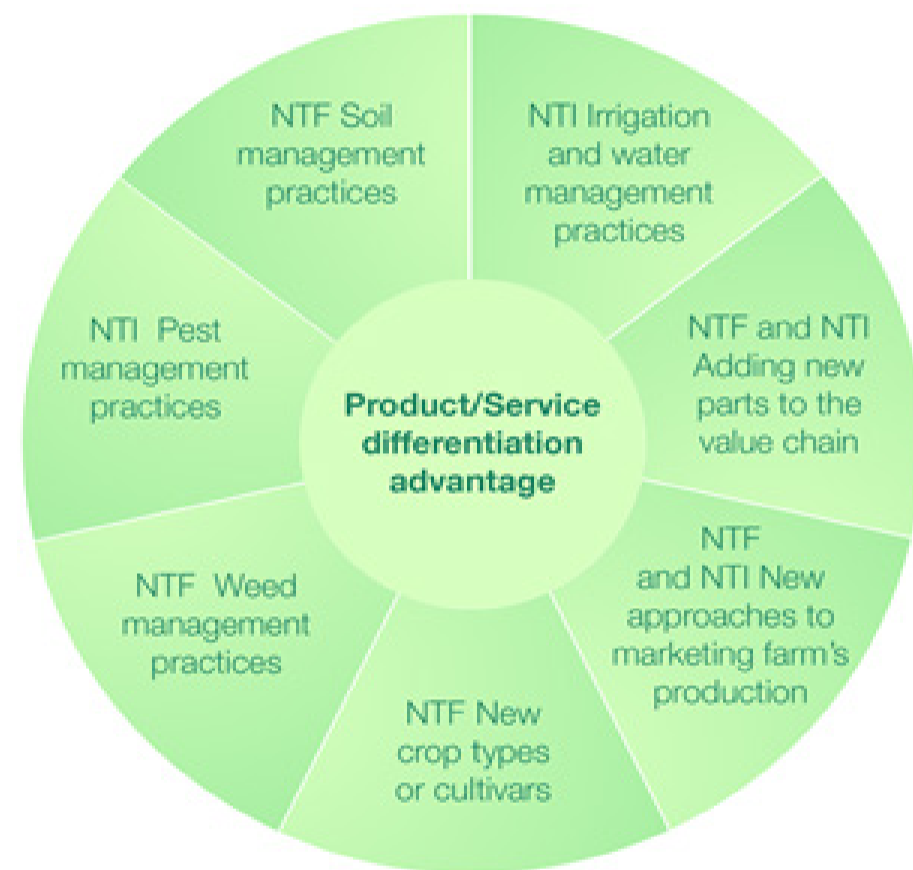 NTF Soil
management
practices
NTI Irrigation
and water
management
practices
NTF and NTI
Adding new
parts to the
value chain
NTF
and NTI New
approaches to
marketing farm's
production
NTF New
crop types
or cultivars
NTF Weed
management
practices
NTI Pest
management
practices
Product/Service
differentiation
advantage